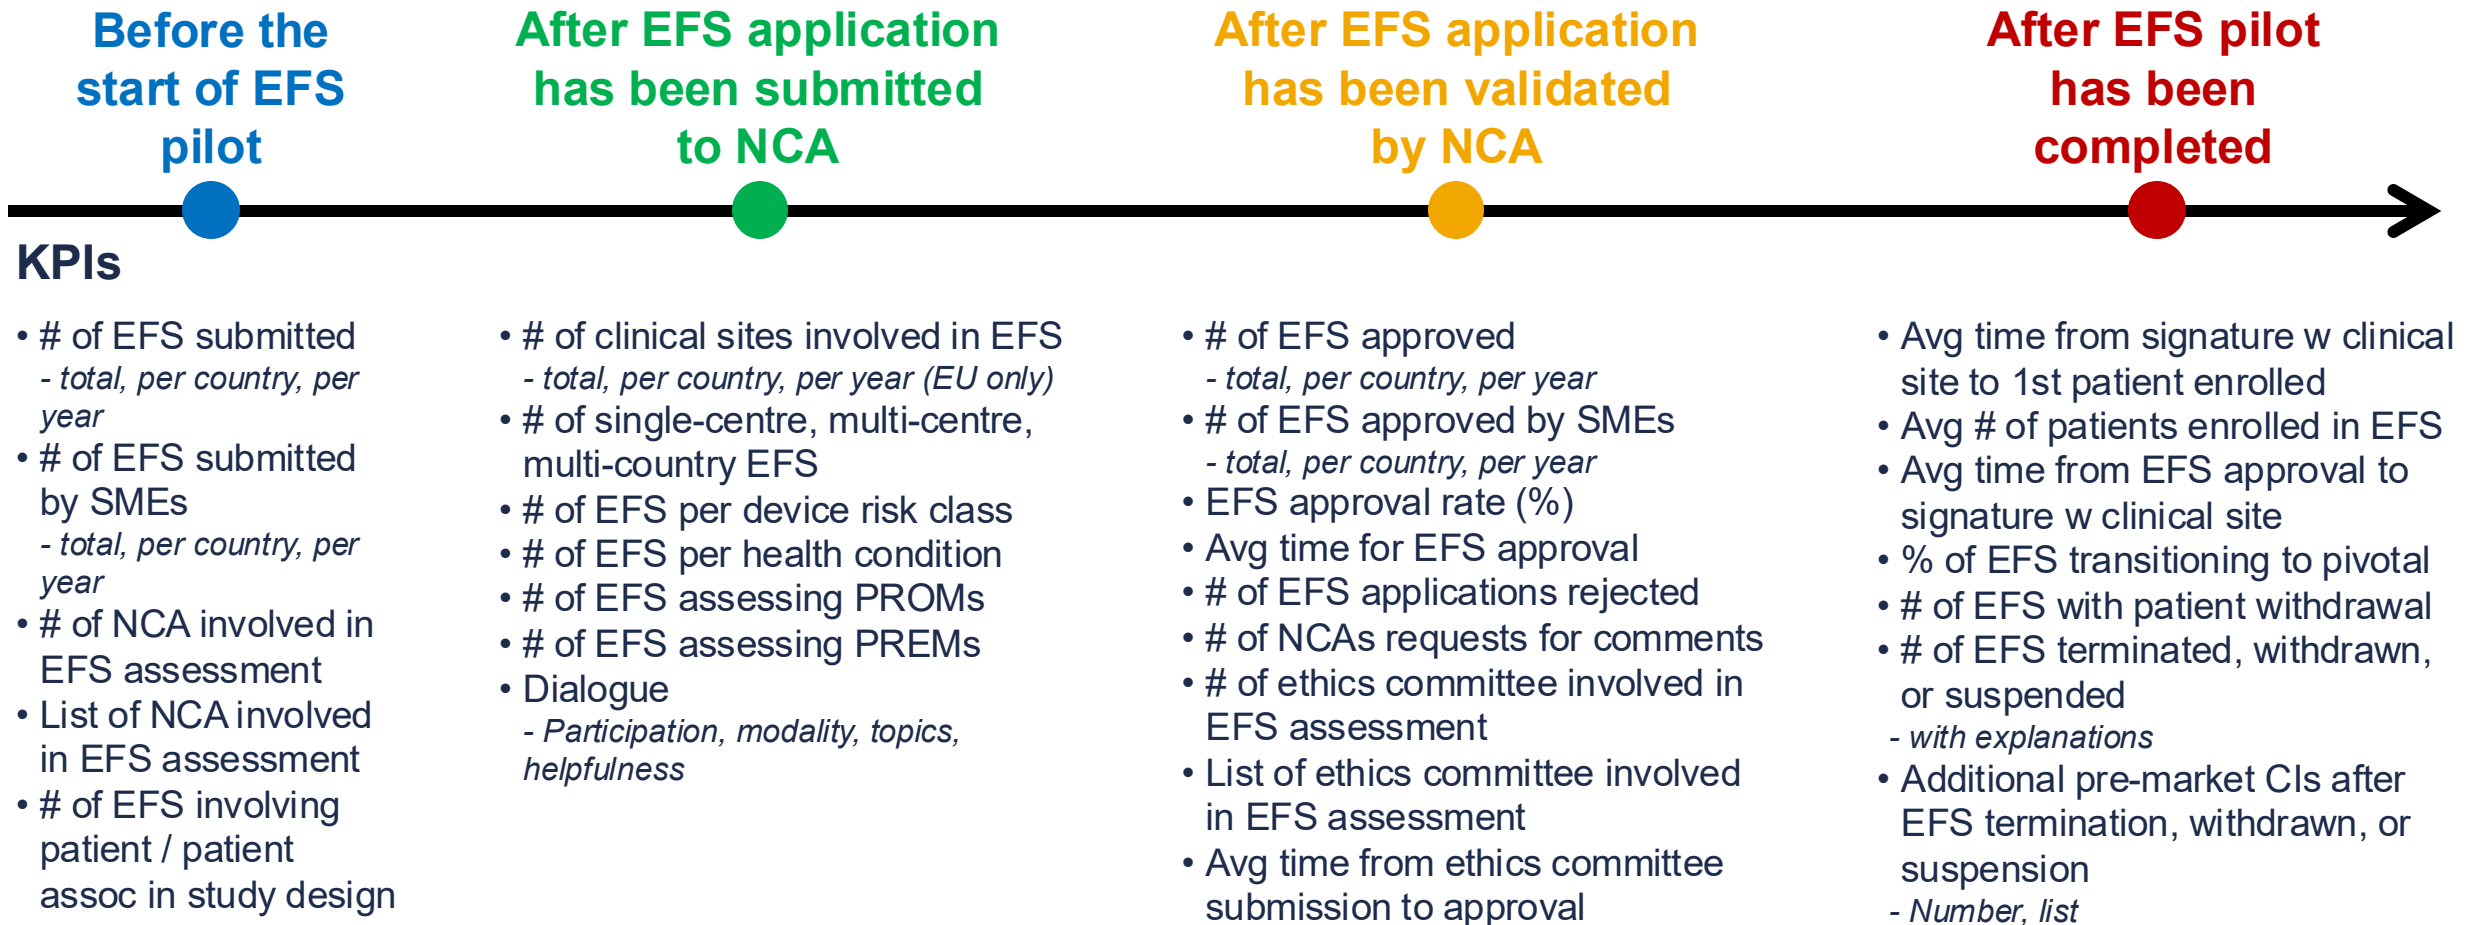 Before the
start of EFS
pilot
After EFS application
has been submitted
to NCA
After EFS application
has been validated
by NCA
After EFS pilot
has been
completed
KPIs
• # of EFS submitted
- total, per country, per
year
• # of EFS submitted
by SMEs
- total, per country, per
year
• # of NCA involved in
EFS assessment
• List of NCA involved
in EFS assessment
• # of EFS involving
patient / patient
assoc in study design
• # of clinical sites involved in EFS
- total, per country, per year (EU only)
• # of single-centre, multi-centre,
multi-country EFS
• # of EFS per device risk class
• # of EFS per health condition
• # of EFS assessing PROMs
• # of EFS assessing PREMs
• Dialogue
- Participation, modality, topics,
helpfulness
• # of EFS approved
- total, per country, per year
• # of EFS approved by SMEs
- total, per country, per year
• EFS approval rate (%)
• Avg time for EFS approval
• # of EFS applications rejected
• # of NCAs requests for comments
• # of ethics committee involved in
EFS assessment
• List of ethics committee involved
in EFS assessment
• Avg time from ethics committee
submission to approval
• Avg time from signature w clinical
site to 1st patient enrolled
• Avg # of patients enrolled in EFS
• Avg time from EFS approval to
signature w clinical site
• % of EFS transitioning to pivotal
• # of EFS with patient withdrawal
• # of EFS terminated, withdrawn,
or suspended
- with explanations
• Additional pre-market CIs after
EFS termination, withdrawn, or
suspension
- Number, list